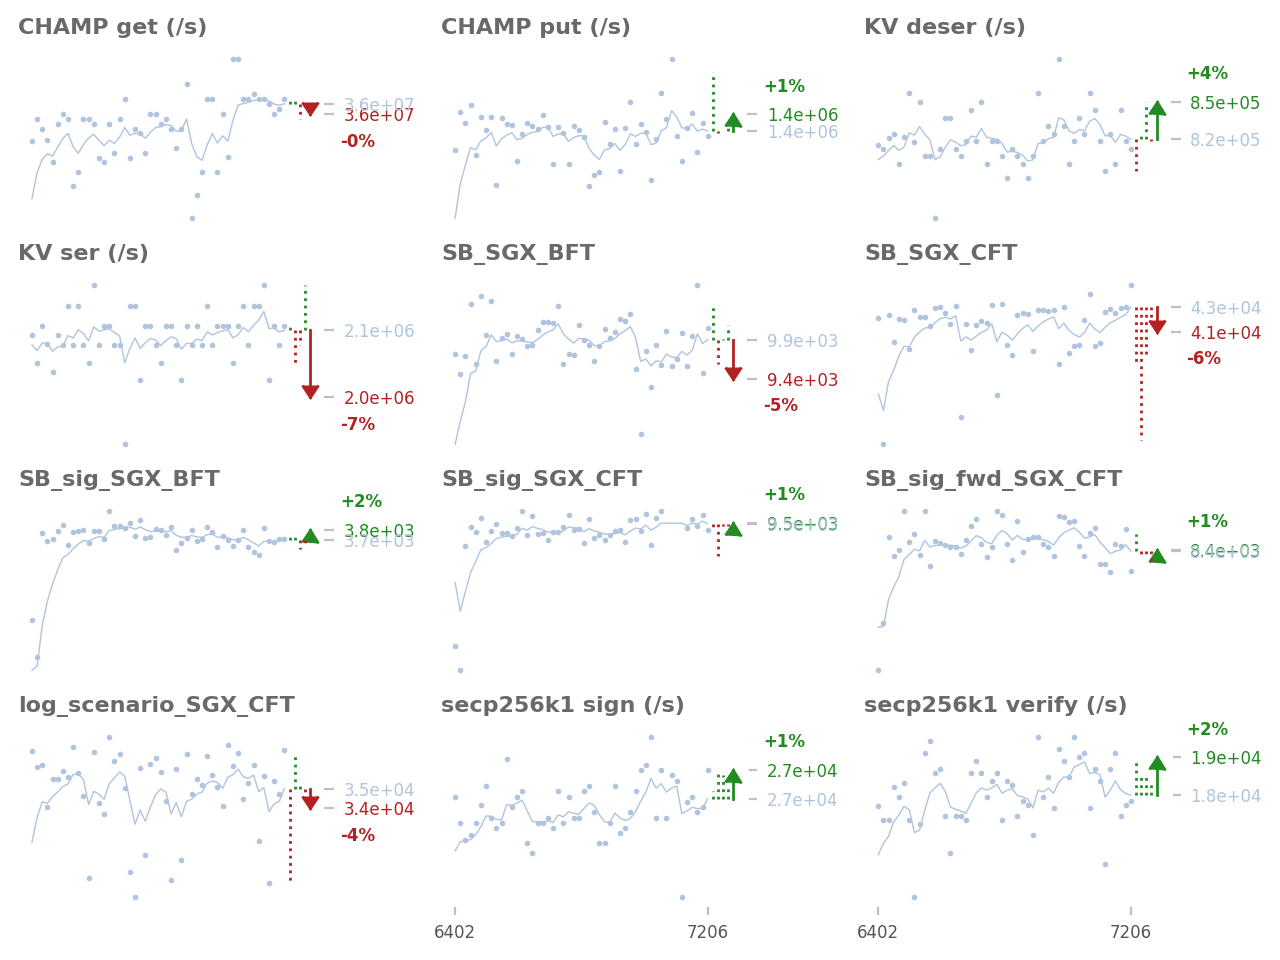 CHAMP get (/s)
3.6e+07
3.6e+07
-0%
CHAMP put (/s)
+1%
1.4e+06
1.4e+06
KV deser (/s)
+4%
8.5e+05
8.2e+05
KV ser (/s)
2.1e+06
2.0e+06
-7%
SB_SGX_BFT
9.9e+03
9.4e+03
-5%
SB_SGX_CFT
4.3e+04
4.1e+04
-6%
SB_sig_SGX_BFT
+2%
3.8e+03
3.7e+03
SB_sig_SGX_CFT
+1%
9.5e+03
SB_sig_fwd_SGX_CFT
+1%
8.4e+03
log_scenario_SGX_CFT
3.5e+04
3.4e+04
-4%
secp256k1 sign (/s)
+1%
2.7e+04
2.7e+04
6402
7206
secp256k1 verify (/s)
+2%
1.9e+04
1.8e+04
6402
7206